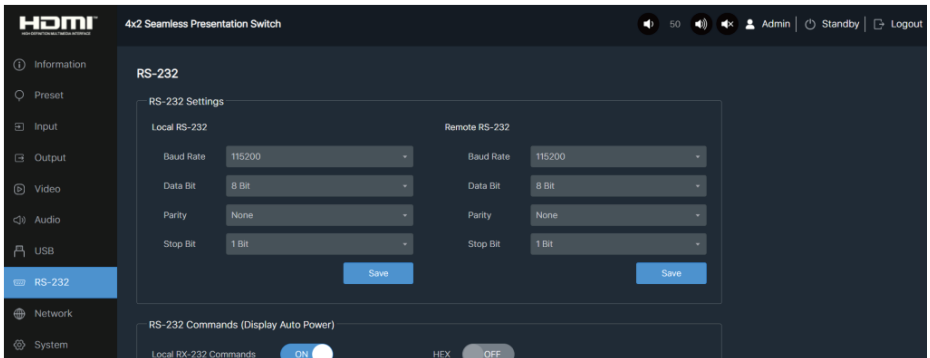 HDMI
HIGH-DEFINITION MULTIMEDIA INTERFACE
4x2 Seamless Presentation Switch
50
Admin
Standby
Logout
Information
Preset
Input
Output
Video
Audio
USB
RS-232
Network
System
RS-232
RS-232 Settings
Local RS-232
Baud Rate 115200
Data Bit 8 Bit
Parity None
Stop Bit 1 Bit
Save
Remote RS-232
Baud Rate 115200
Data Bit 8 Bit
Parity None
Stop Bit 1 Bit
Save
RS-232 Commands (Display Auto Power)
Local RX-232 Commands ON
HEX OFF